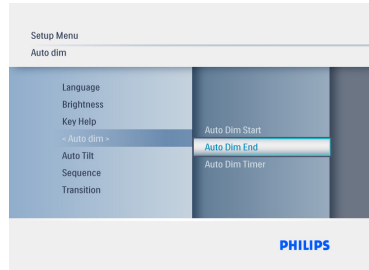 Setup Menu
Auto dim
Language
Brightness
Key Help
< Auto dim >
Auto Tilt
Sequence
Transition
Auto Dim Start
Auto Dim End
Auto Dim Timer
PHILIPS